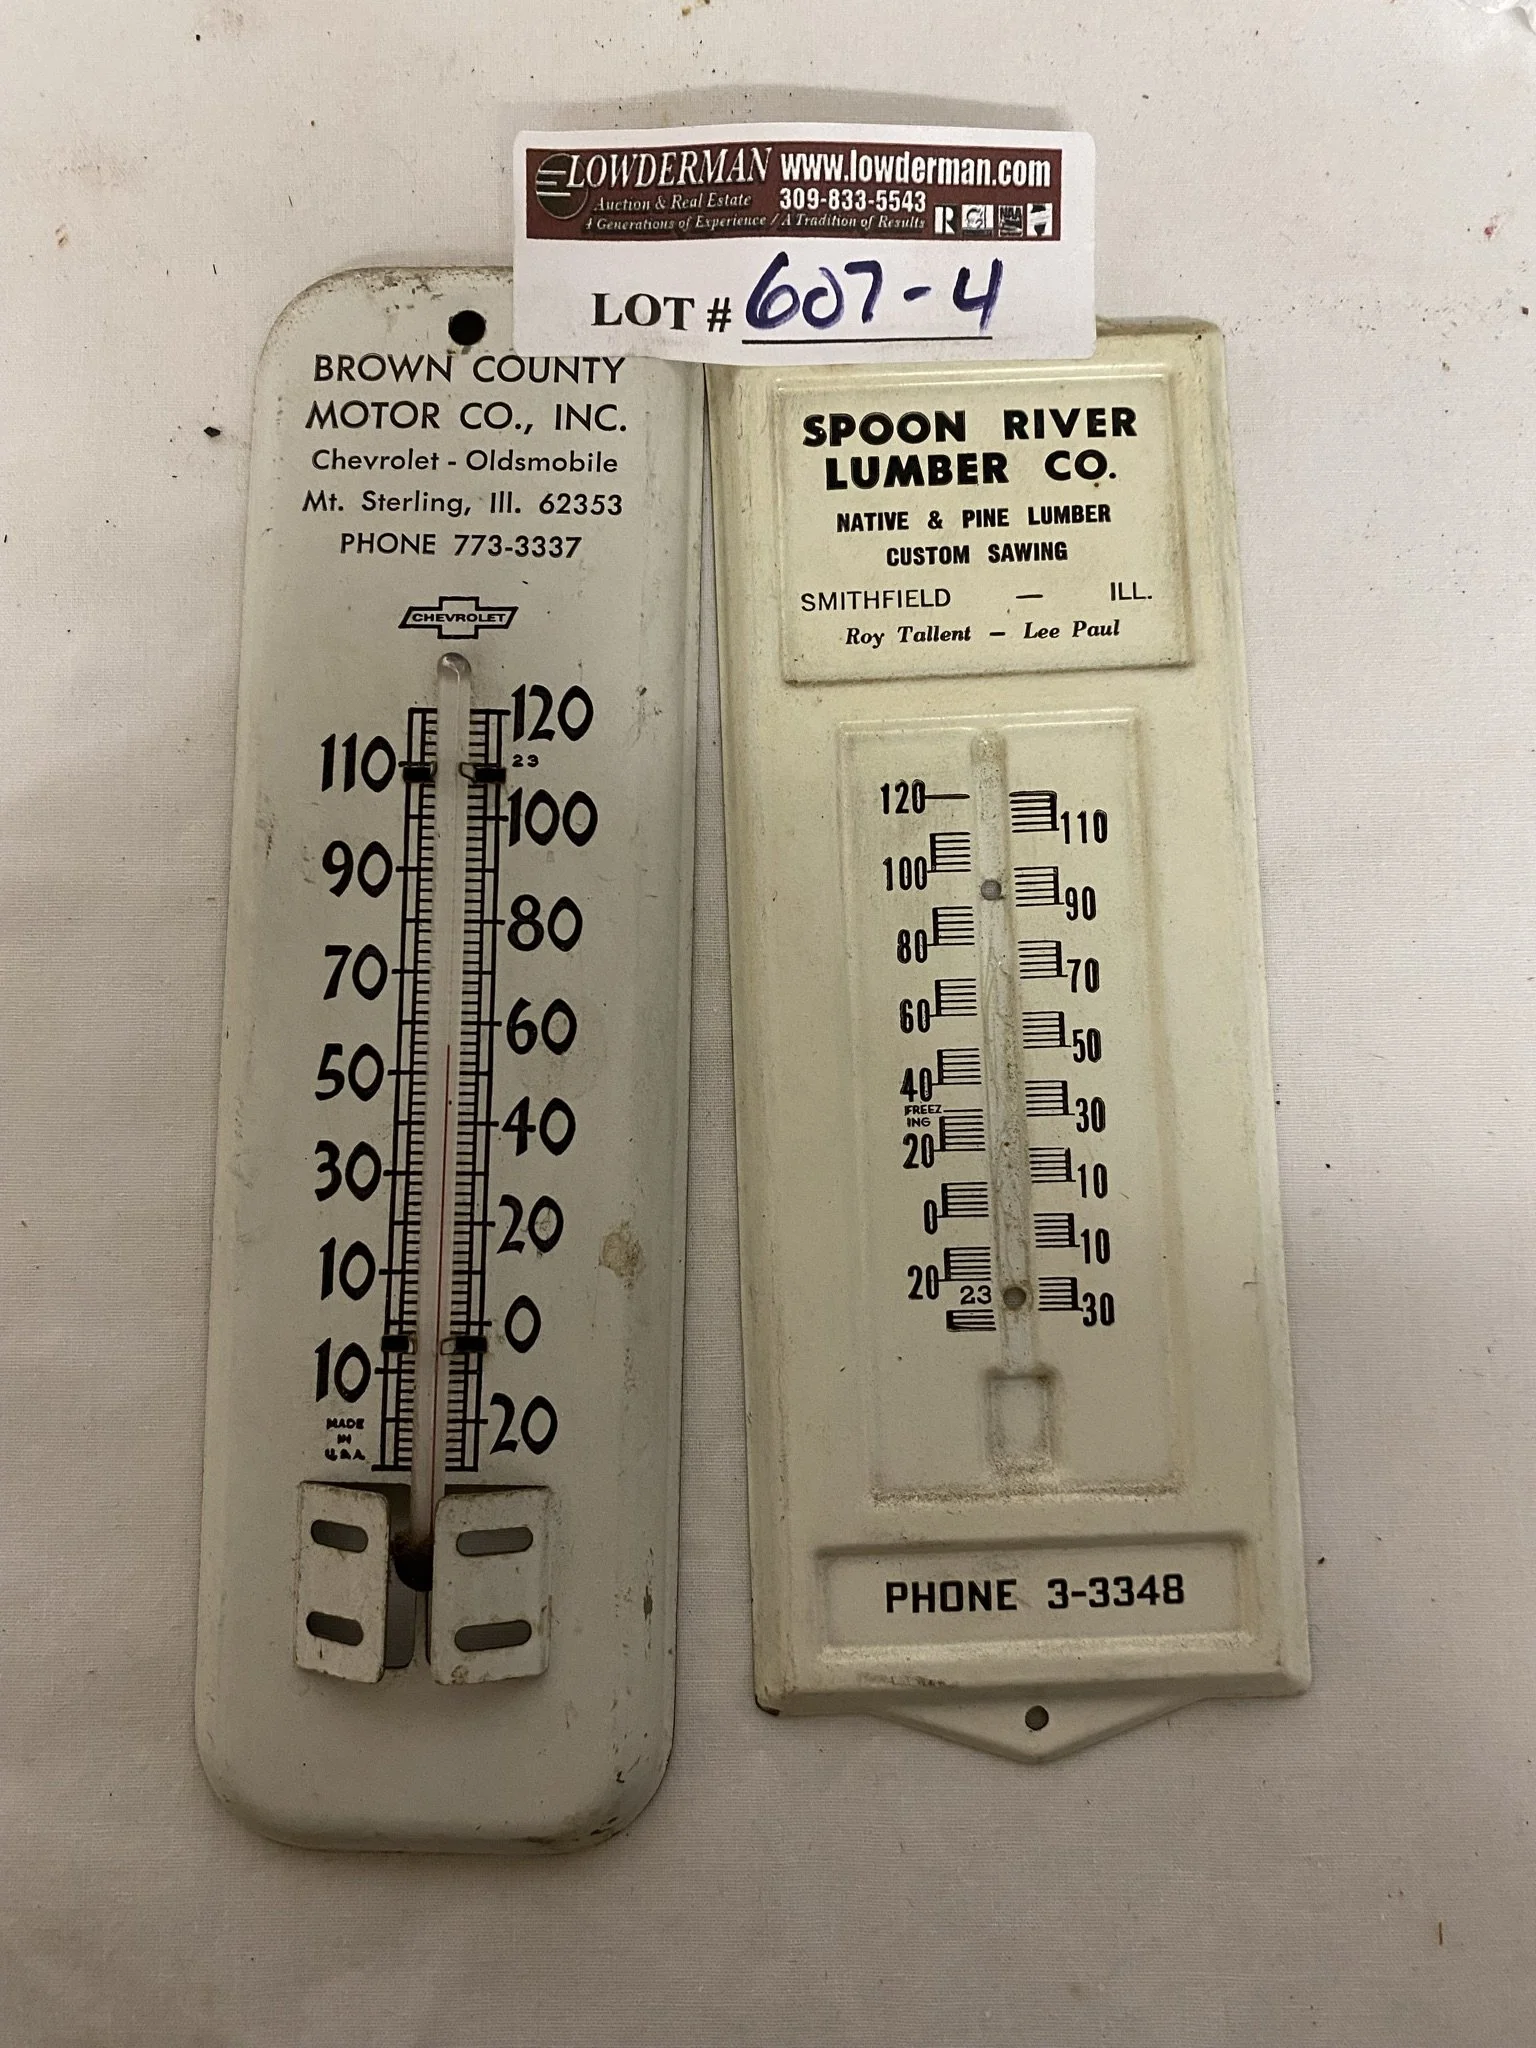 LOWDERMAN www.lowderman.com
Auction & Real Estate 309-833-5543
4 Generations of Experience / A Tradition of Results R
LOT # 607-4
BROWN COUNTY
MOTOR CO., INC.
Chevrolet - Oldsmobile
Mt. Sterling, Ill. 62353
PHONE 773-3337
CHEVROLET
120
110
23
100
90
80
70
60
50
40
30
20
10
0
10
20
MADE
IN
U.S.A.
SPOON RIVER
LUMBER CO.
NATIVE & PINE LUMBER
CUSTOM SAWING
SMITHFIELD — ILL.
Roy Tallent – Lee Paul
120
110
100
90
80
70
60
50
40
FREEZ
ING
30
20
10
0
10
20
23
30
PHONE 3-3348